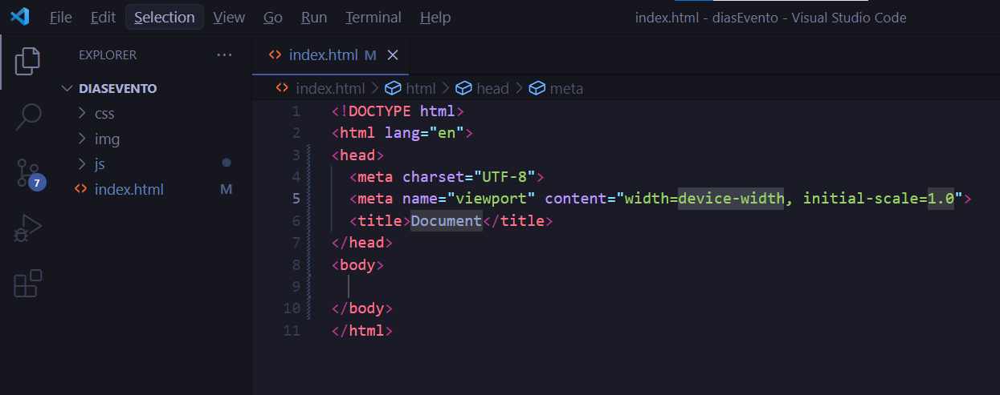 File Edit Selection View Go Run Terminal Help index.html - diasEvento - Visual Studio Code
EXPLORER ···
DIASEVENTO
css
img
js
index.html M
7
index.html M
index.html > html > head > meta
1 <!DOCTYPE html>
2 <html lang="en">
3 <head>
4 <meta charset="UTF-8">
5 <meta name="viewport" content="width=device-width, initial-scale=1.0">
6 <title>Document</title>
7 </head>
8 <body>
9
10 </body>
11 </html>